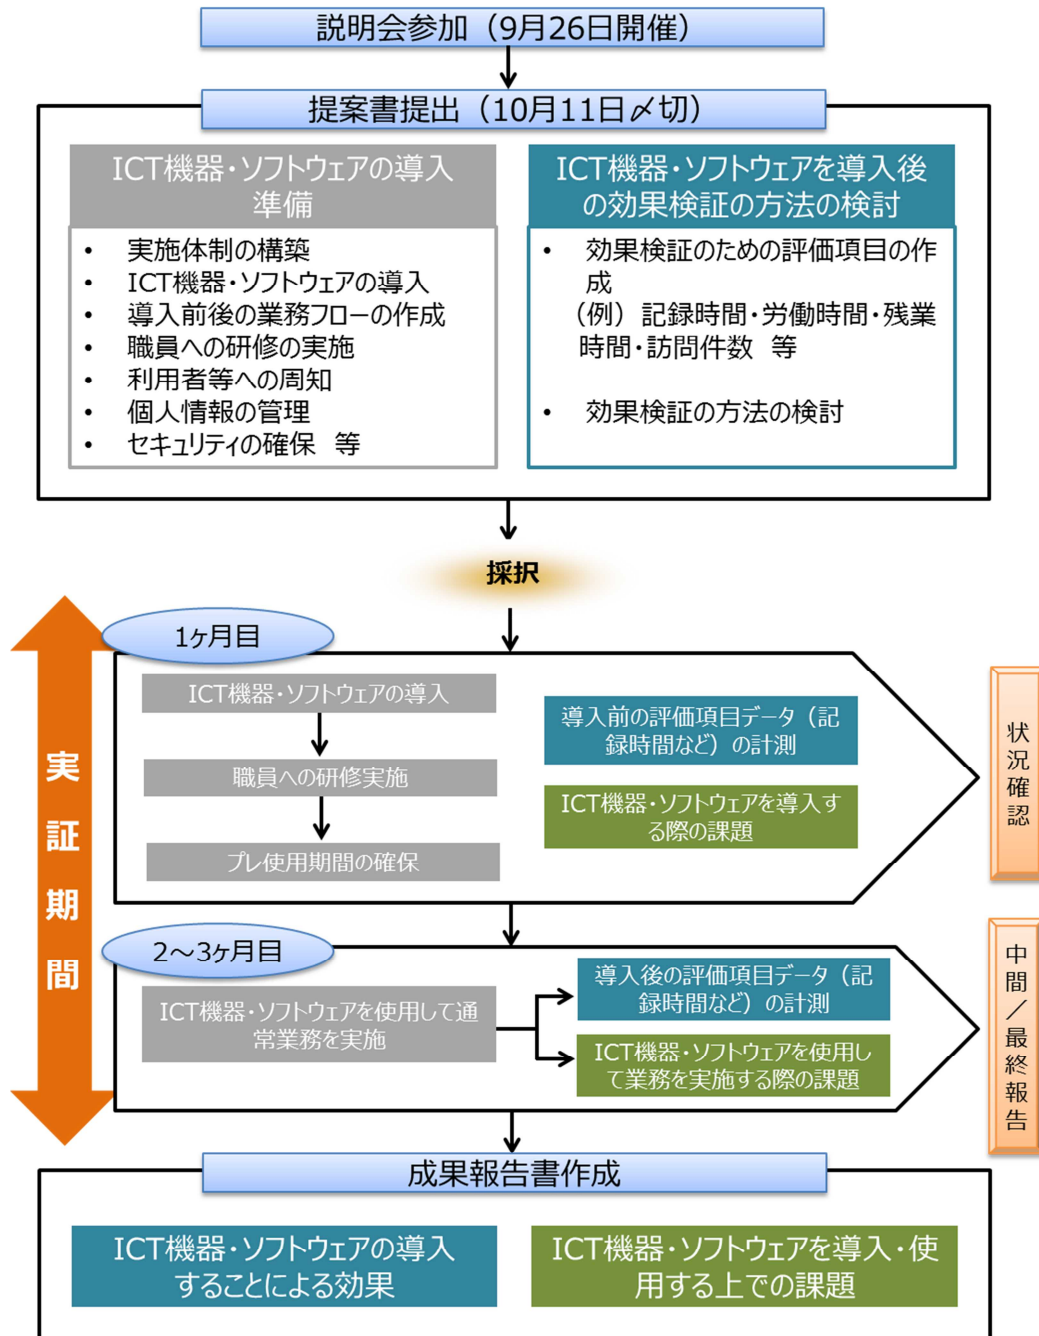 説明会参加（9月26日開催）
提案書提出（10月11日〆切）
ICT機器・ソフトウェアの導入
準備
・ 実施体制の構築
・ ICT機器・ソフトウェアの導入
・ 導入前後の業務フローの作成
・ 職員への研修の実施
・ 利用者等への周知
・ 個人情報の管理
・ セキュリティの確保　等
ICT機器・ソフトウェアを導入後
の効果検証の方法の検討
・ 効果検証のための評価項目の作
成
（例）記録時間・労働時間・残業
時間・訪問件数　等
・ 効果検証の方法の検討
採択
実証期間
1ヶ月目
ICT機器・ソフトウェアの導入
職員への研修実施
プレ使用期間の確保
導入前の評価項目データ（記
録時間など）の計測
ICT機器・ソフトウェアを導入す
る際の課題
状況確認
2～3ヶ月目
ICT機器・ソフトウェアを使用して通
常業務を実施
導入後の評価項目データ（記
録時間など）の計測
ICT機器・ソフトウェアを使用し
て業務を実施する際の課題
中間／最終報告
成果報告書作成
ICT機器・ソフトウェアの導入
することによる効果
ICT機器・ソフトウェアを導入・使
用する上での課題